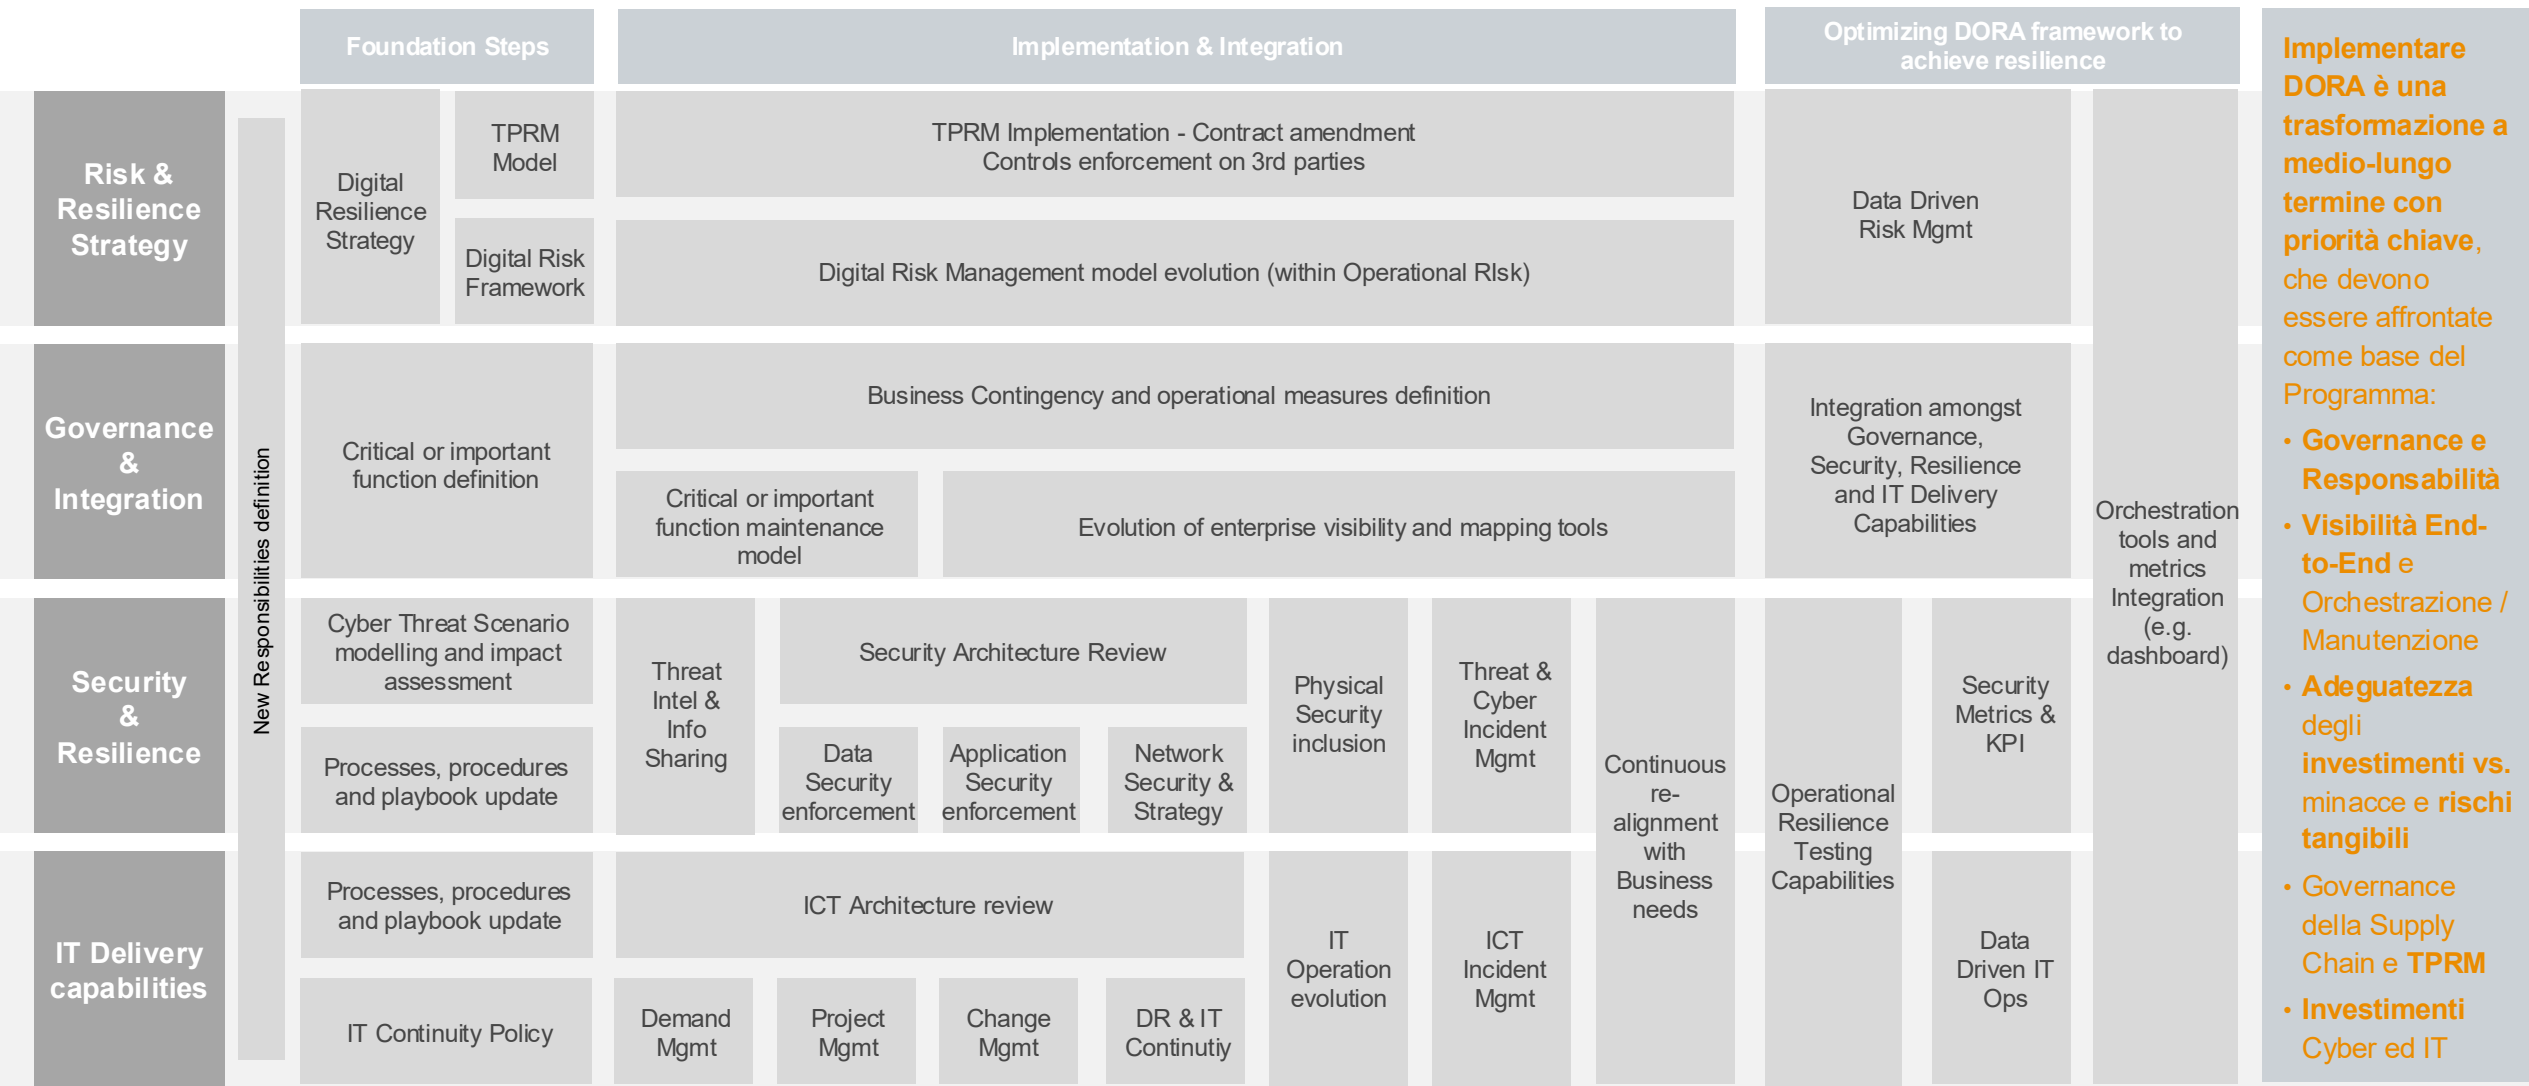 Foundation Steps
Implementation & Integration
Optimizing DORA framework to
achieve resilience
Risk &
Resilience
Strategy
New Responsibilities definition
Digital
Resilience
Strategy
TPRM
Model
Digital Risk
Framework
TPRM Implementation - Contract amendment
Controls enforcement on 3rd parties
Digital Risk Management model evolution (within Operational RIsk)
Data Driven
Risk Mgmt
Orchestration
tools and
metrics
Integration
(e.g.
dashboard)
Governance
&
Integration
Critical or important
function definition
Business Contingency and operational measures definition
Critical or important
function maintenance
model
Evolution of enterprise visibility and mapping tools
Integration amongst
Governance,
Security, Resilience
and IT Delivery
Capabilities
Security
&
Resilience
Cyber Threat Scenario
modelling and impact
assessment
Processes, procedures
and playbook update
Threat
Intel &
Info
Sharing
Security Architecture Review
Data
Security
enforcement
Application
Security
enforcement
Network
Security &
Strategy
Physical
Security
inclusion
Threat &
Cyber
Incident
Mgmt
Continuous
re-
alignment
with
Business
needs
Operational
Resilience
Testing
Capabilities
Security
Metrics &
KPI
IT Delivery
capabilities
Processes, procedures
and playbook update
IT Continuity Policy
ICT Architecture review
Demand
Mgmt
Project
Mgmt
Change
Mgmt
DR & IT
Continutiy
IT
Operation
evolution
ICT
Incident
Mgmt
Data
Driven IT
Ops
Implementare
DORA è una
trasformazione a
medio-lungo
termine con
priorità chiave,
che devono
essere affrontate
come base del
Programma:
• Governance e
Responsabilità
• Visibilità End-
to-End e
Orchestrazione /
Manutenzione
• Adeguatezza
degli
investimenti vs.
minacce e rischi
tangibili
• Governance
della Supply
Chain e TPRM
• Investimenti
Cyber ed IT